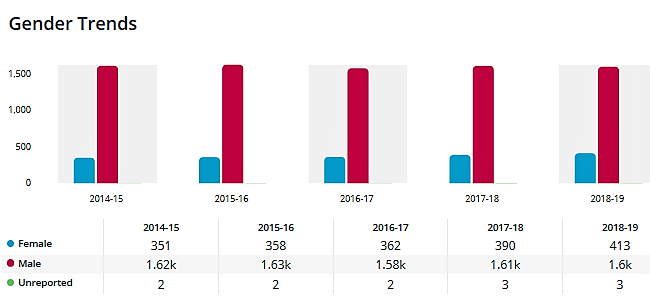 Gender Trends
1,500
1,000
500
0
2014-15 2015-16 2016-17 2017-18 2018-19
2014-15 2015-16 2016-17 2017-18 2018-19
Female 351 358 362 390 413
Male 1.62k 1.63k 1.58k 1.61k 1.6k
Unreported 2 2 2 3 3